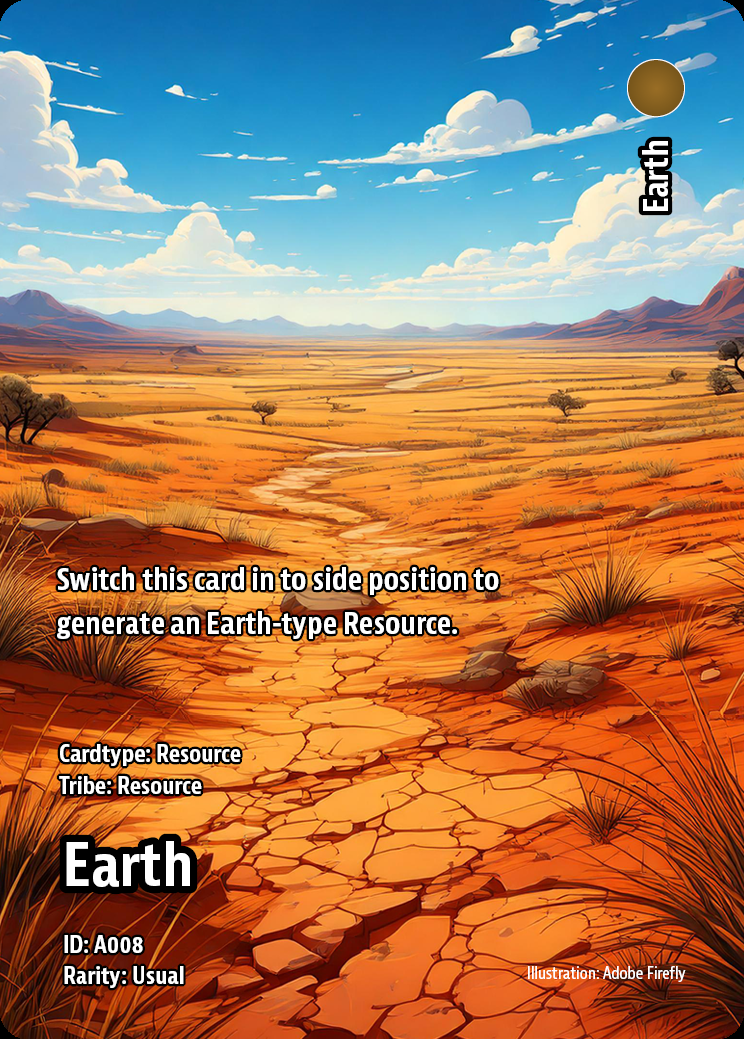 Earth
Switch this card in to side position to
generate an Earth-type Resource.
Cardtype: Resource
Tribe: Resource
Earth
ID: A008
Rarity: Usual
Illustration: Adobe Firefly